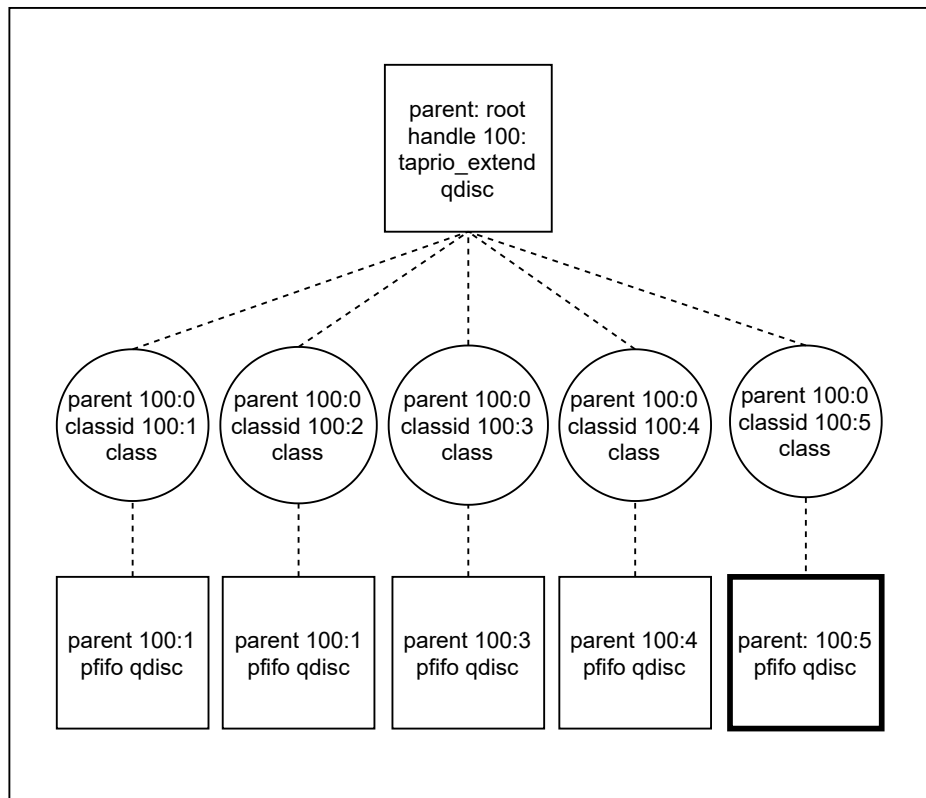 parent: root
handle 100:
taprio_extend
qdisc
parent 100:0
classid 100:1
class
parent 100:0
classid 100:2
class
parent 100:0
classid 100:3
class
parent 100:0
classid 100:4
class
parent 100:0
classid 100:5
class
parent 100:1
pfifo qdisc
parent 100:1
pfifo qdisc
parent 100:3
pfifo qdisc
parent 100:4
pfifo qdisc
parent: 100:5
pfifo qdisc